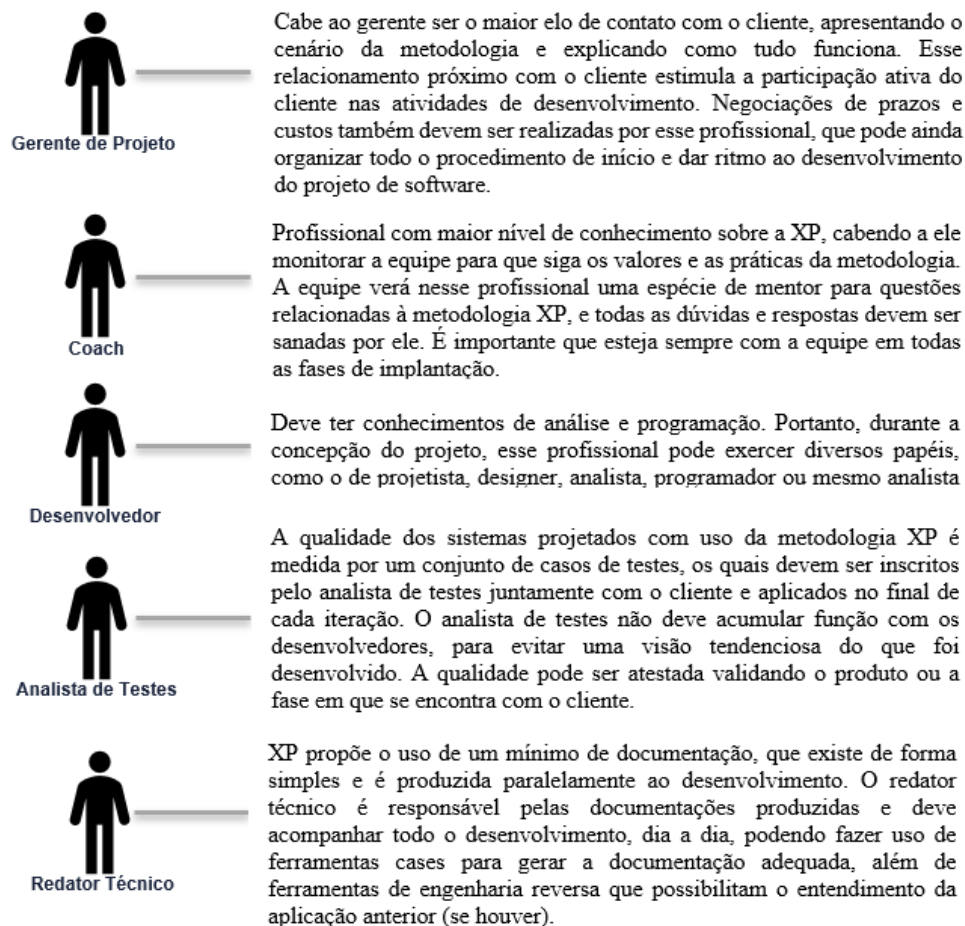 Cabe ao gerente ser o maior elo de contato com o cliente, apresentando o
cenário da metodologia e explicando como tudo funciona. Esse
relacionamento próximo com o cliente estimula a participação ativa do
cliente nas atividades de desenvolvimento. Negociações de prazos e
custos também devem ser realizadas por esse profissional, que pode ainda
organizar todo o procedimento de início e dar ritmo ao desenvolvimento
do projeto de software.
Gerente de Projeto
Profissional com maior nível de conhecimento sobre a XP, cabendo a ele
monitorar a equipe para que siga os valores e as práticas da metodologia.
A equipe verá nesse profissional uma espécie de mentor para questões
relacionadas à metodologia XP, e todas as dúvidas e respostas devem ser
sanadas por ele. É importante que esteja sempre com a equipe em todas
as fases de implantação.
Coach
Deve ter conhecimentos de análise e programação. Portanto, durante a
concepção do projeto, esse profissional pode exercer diversos papéis,
como o de projetista, designer, analista, programador ou mesmo analista
Desenvolvedor
A qualidade dos sistemas projetados com uso da metodologia XP é
medida por um conjunto de casos de testes, os quais devem ser inscritos
pelo analista de testes juntamente com o cliente e aplicados no final de
cada iteração. O analista de testes não deve acumular função com os
desenvolvedores, para evitar uma visão tendenciosa do que foi
desenvolvido. A qualidade pode ser atestada validando o produto ou a
fase em que se encontra com o cliente.
Analista de Testes
XP propõe o uso de um mínimo de documentação, que existe de forma
simples e é produzida paralelamente ao desenvolvimento. O redator
técnico é responsável pelas documentações produzidas e deve
acompanhar todo o desenvolvimento, dia a dia, podendo fazer uso de
ferramentas cases para gerar a documentação adequada, além de
ferramentas de engenharia reversa que possibilitam o entendimento da
aplicação anterior (se houver).
Redator Técnico